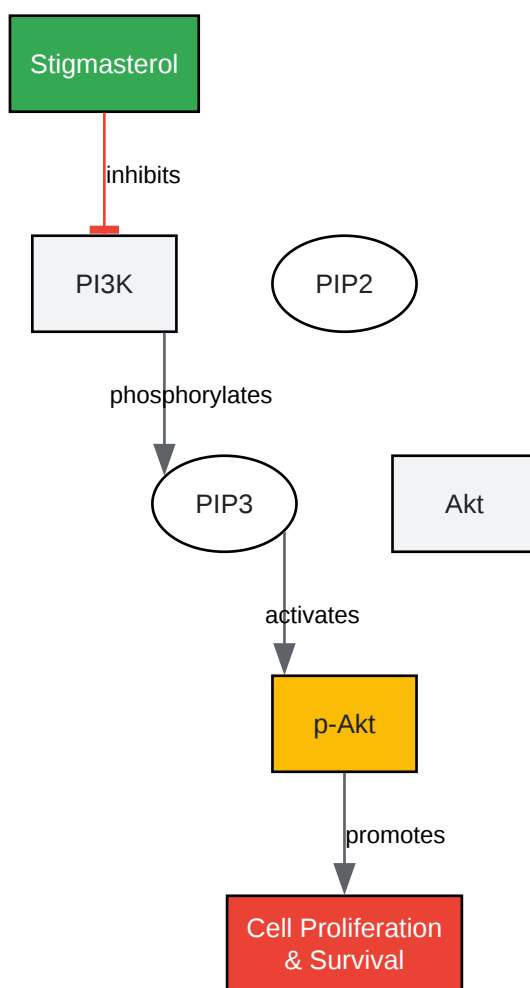 Stigmasterol
inhibits
PI3K
PIP2
phosphorylates
PIP3
Akt
activates
p-Akt
promotes
Cell Proliferation
& Survival